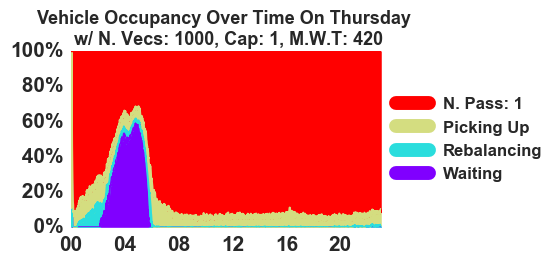 Vehicle Occupancy Over Time On Thursday
w/ N. Vecs: 1000, Cap: 1, M.W.T: 420
100%
80%
60%
40%
20%
0%
00 04 08 12 16 20
N. Pass: 1
Picking Up
Rebalancing
Waiting